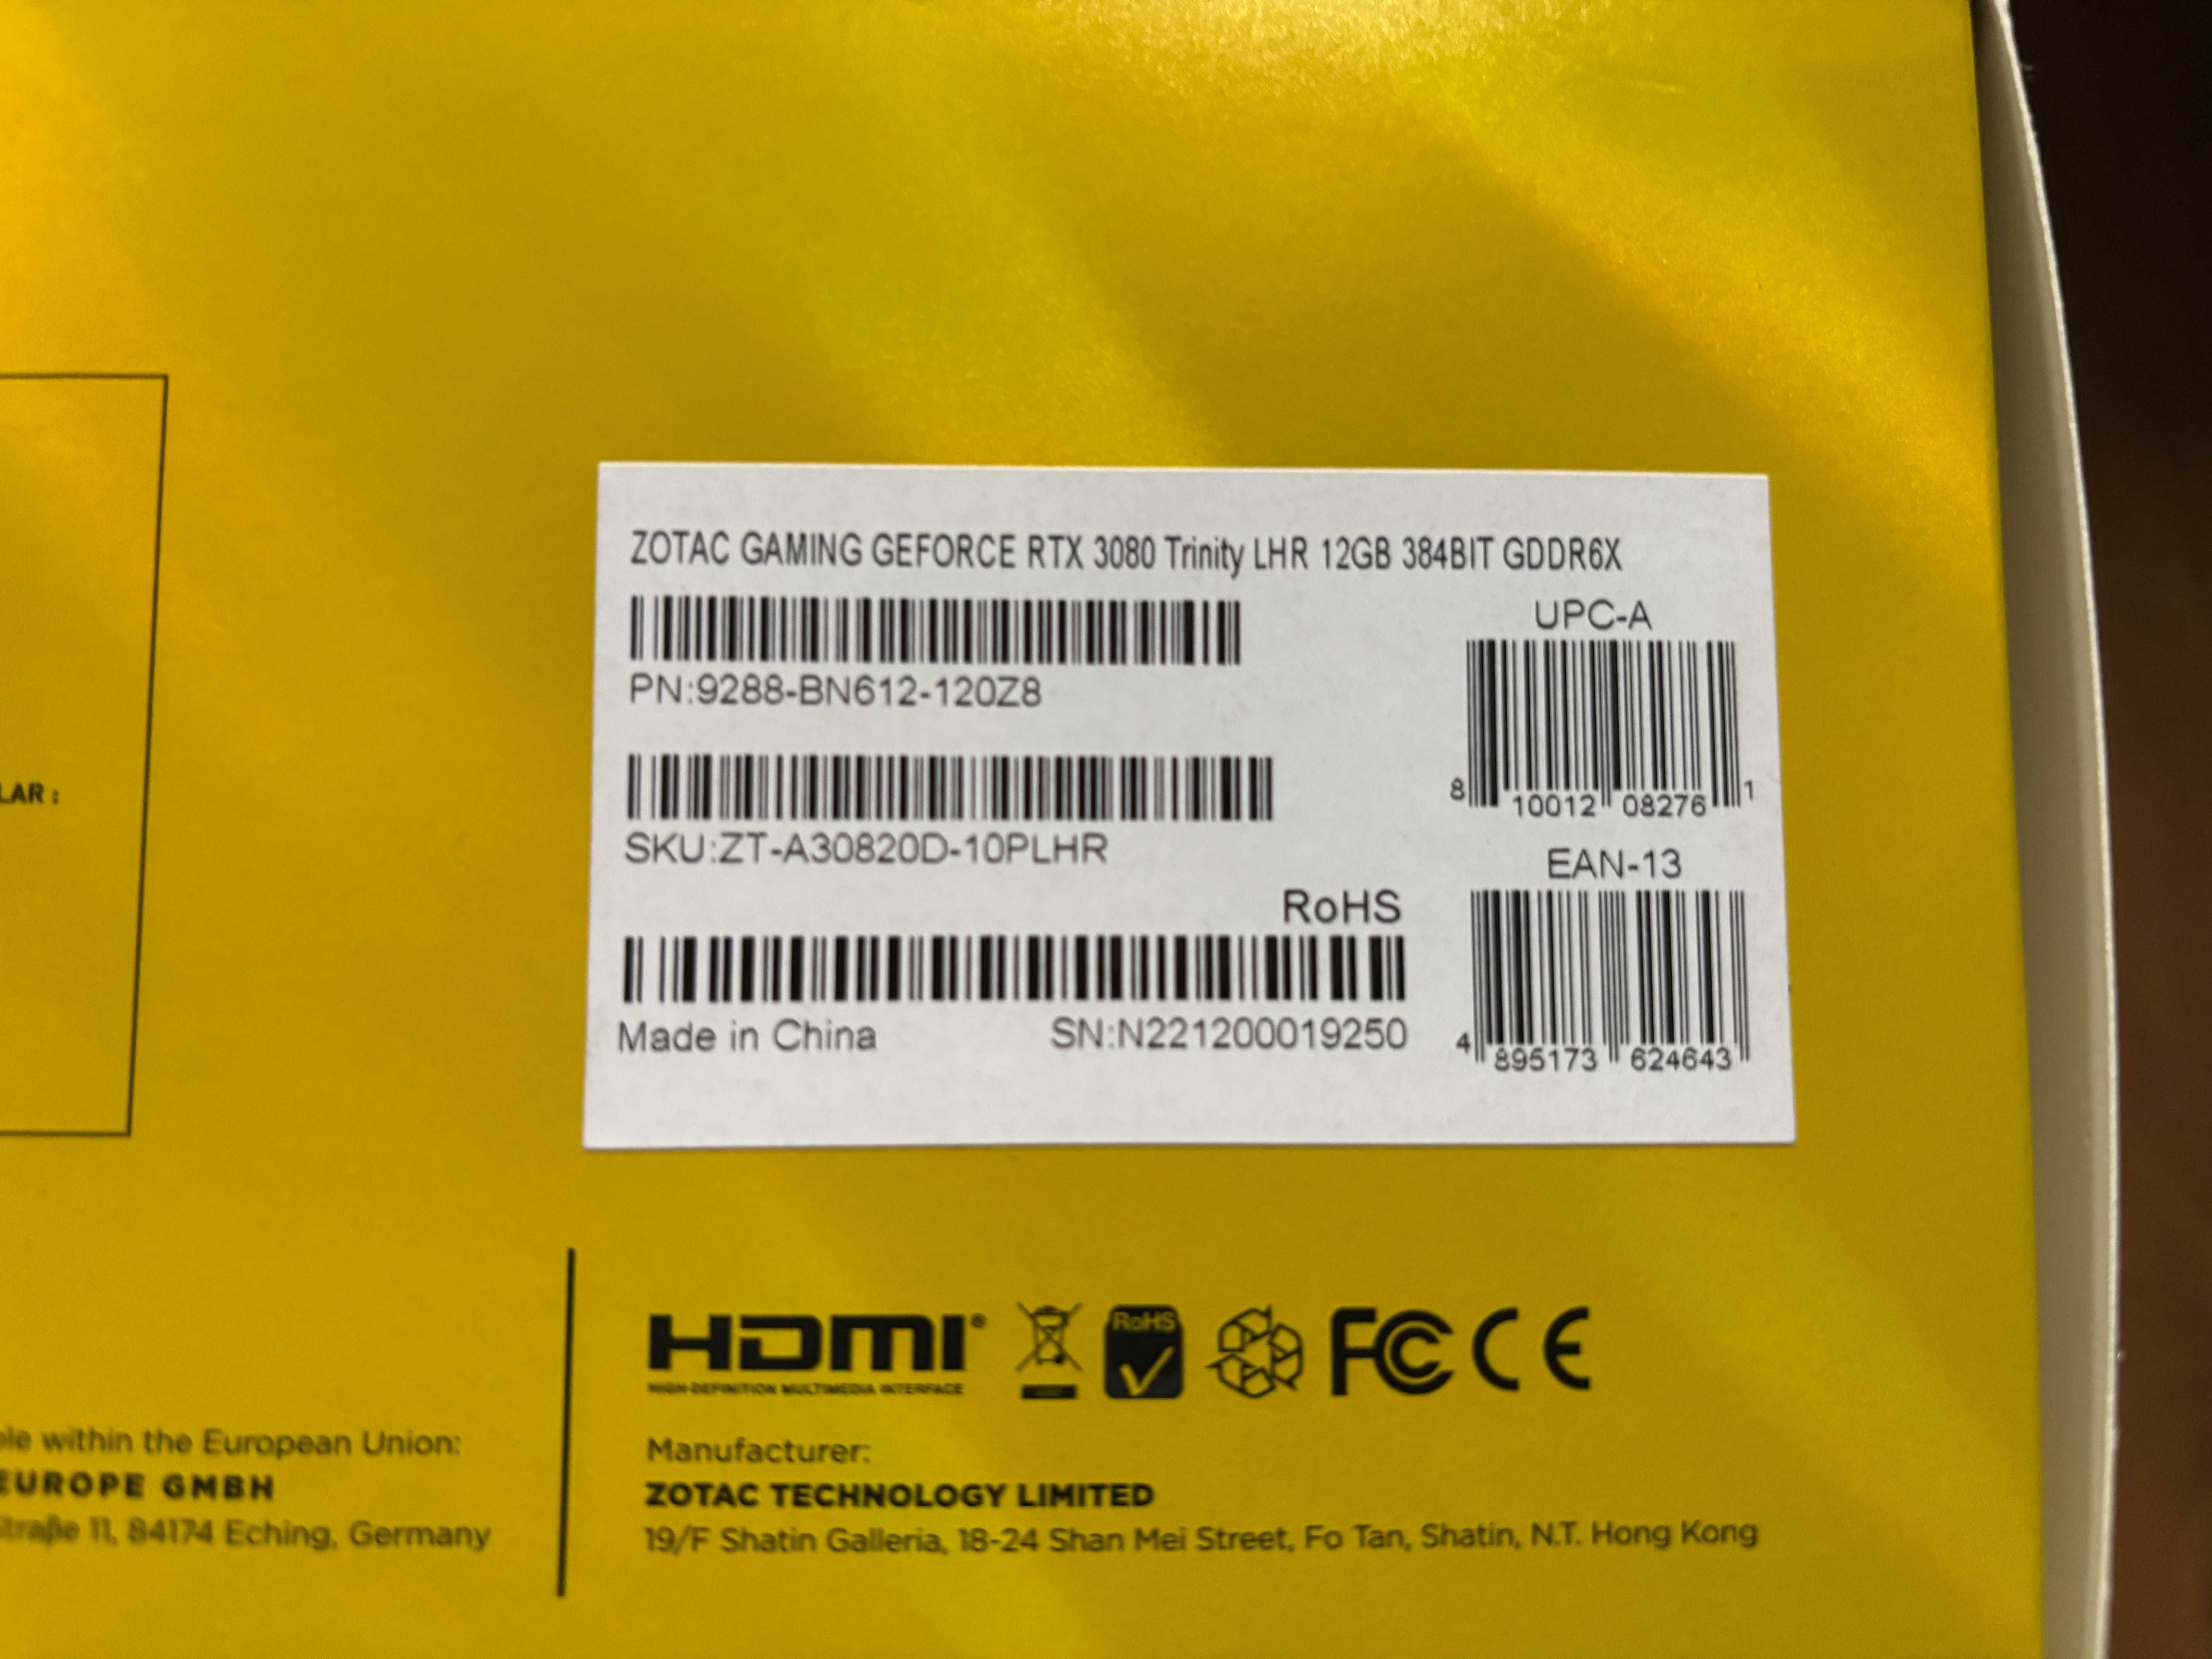 ZOTAC GAMING GEFORCE RTX 3080 Trinity LHR 12GB 384BIT GDDR6X
PN:9288-BN612-120Z8
UPC-A
8 10012 08276 1
SKU:ZT-A30820D-10PLHR
EAN-13
4 895173 624643
RoHS
Made in China SN:N221200019250
LAR :
HDMI®
HIGH-DEFINITION MULTIMEDIA INTERFACE
RoHS
FC CE
within the European Union:
EUROPE GMBH
11, 84174 Eching, Germany
Manufacturer:
ZOTAC TECHNOLOGY LIMITED
19/F Shatin Galleria, 18-24 Shan Mei Street, Fo Tan, Shatin, N.T. Hong Kong